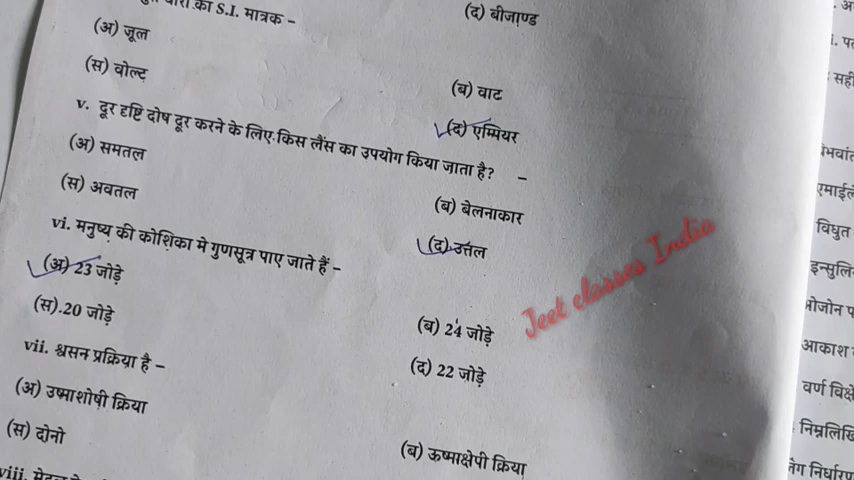 का S.I. मात्रक –
(द) बीजाण्ड
(अ) जूल
(स) वोल्ट
(ब) वाट
(द) एम्पियर
v. दूर दृष्टि दोष दूर करने के लिए किस लैंस का उपयोग किया जाता है? –
(अ) समतल
(स) अवतल
(ब) बेलनाकार
(द) उत्तल
vi. मनुष्य की कोशिका मे गुणसूत्र पाए जाते हैं –
(अ) 23 जोड़े
(स).20 जोड़े
(ब) 24 जोड़े
(द) 22 जोड़े
vii. श्वसन प्रक्रिया है –
(अ) उष्माशोषी क्रिया
(स) दोनो
(ब) ऊष्माक्षेपी क्रिया
viii.
Jeet classes India
सही
विधुत
आकाश